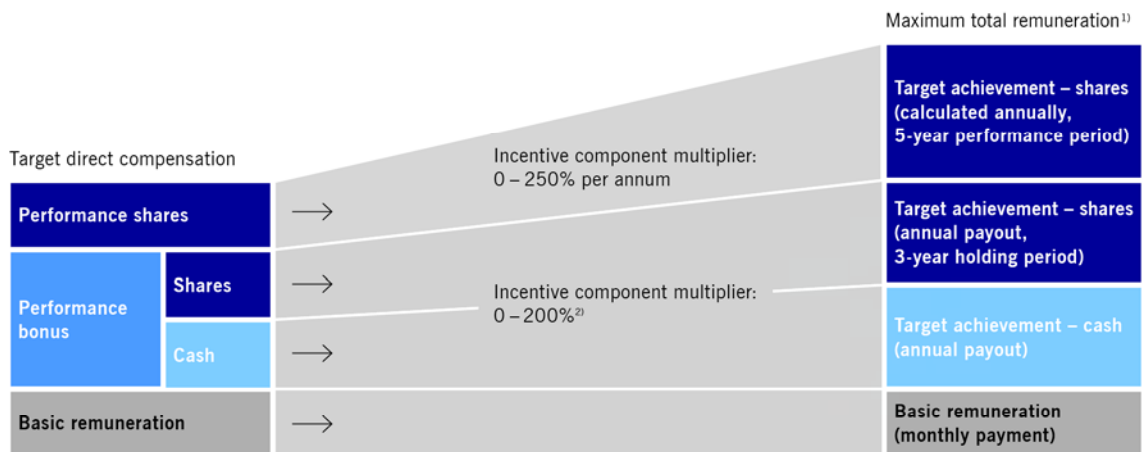 Maximum total remuneration¹⁾
Target achievement – shares
(calculated annually,
5-year performance period)
Target direct compensation
Incentive component multiplier:
0 – 250% per annum
Performance shares
→
Target achievement – shares
(annual payout,
3-year holding period)
Performance
bonus
Shares
→
Incentive component multiplier:
0 – 200%²⁾
Cash
→
Target achievement – cash
(annual payout)
Basic remuneration
→
Basic remuneration
(monthly payment)